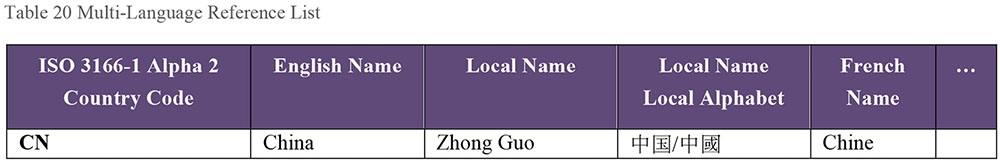 Table 20 Multi-Language Reference List
ISO 3166-1 Alpha 2 Country Code English Name Local Name Local Name Local Alphabet French Name …
CN China Zhong Guo 中国/中國 Chine